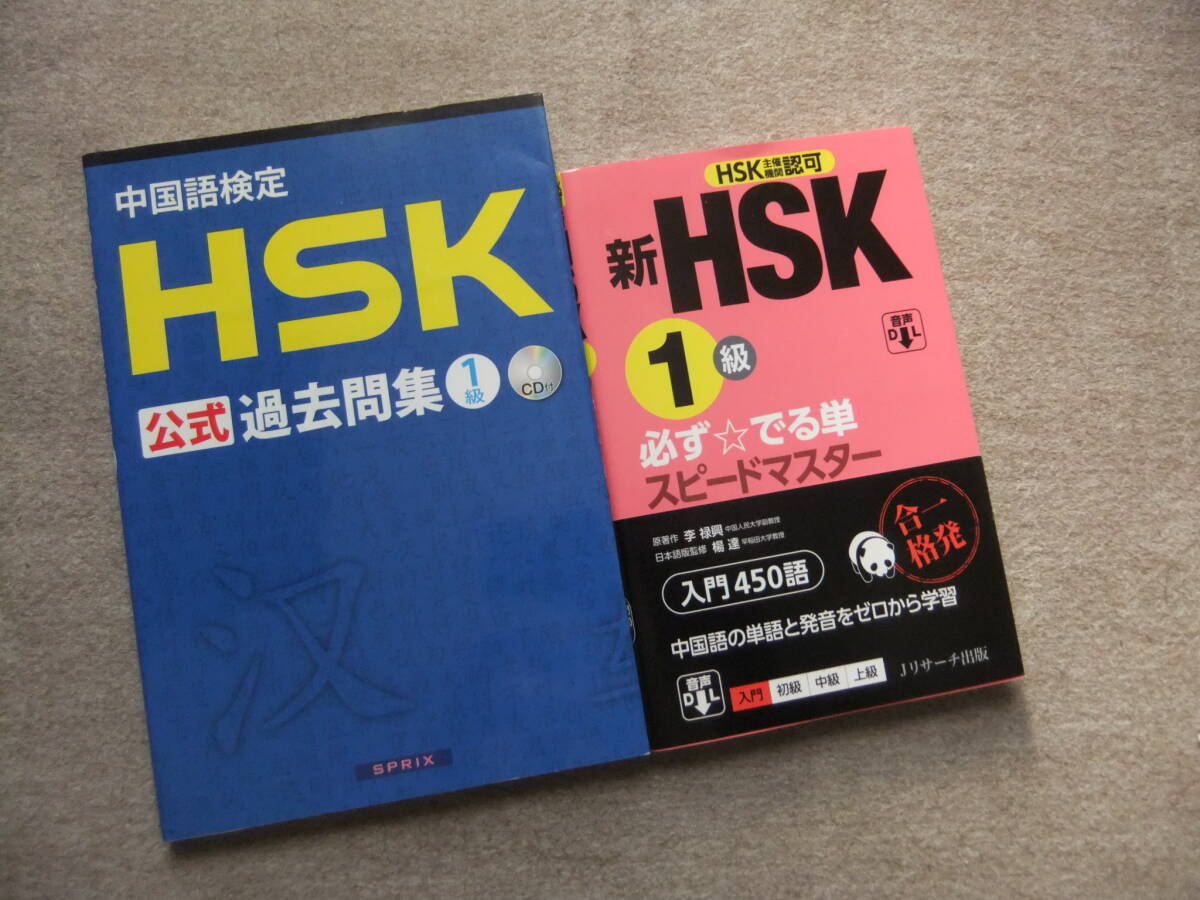 中国語検定
HSK
公式 過去問集 1級
CD付
汉
SPRIX
HSK主催機関認可
新HSK
音声
DL
1級
必ず☆でる単
スピードマスター
原著作 李 禄興 中国人民大学副教授
日本語版監修 楊 達 早稲田大学教授
一発
合格
入門450語
中国語の単語と発音をゼロから学習
音声
DL
入門 初級 中級 上級
Jリサーチ出版